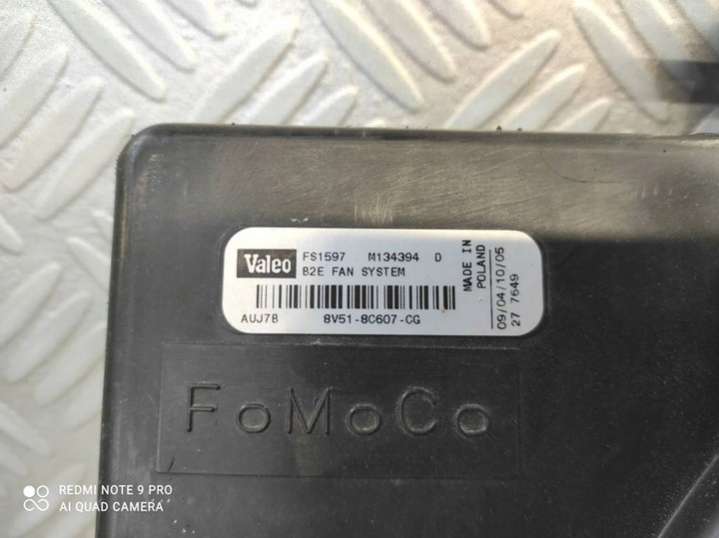 Valeo FS1597 M134394 D
B2E FAN SYSTEM
AUJ78 8V51-8C607-CG
MADE IN
POLAND
09/04/10/05
27 7649
FoMoCo
REDMI NOTE 9 PRO
AI QUAD CAMERA